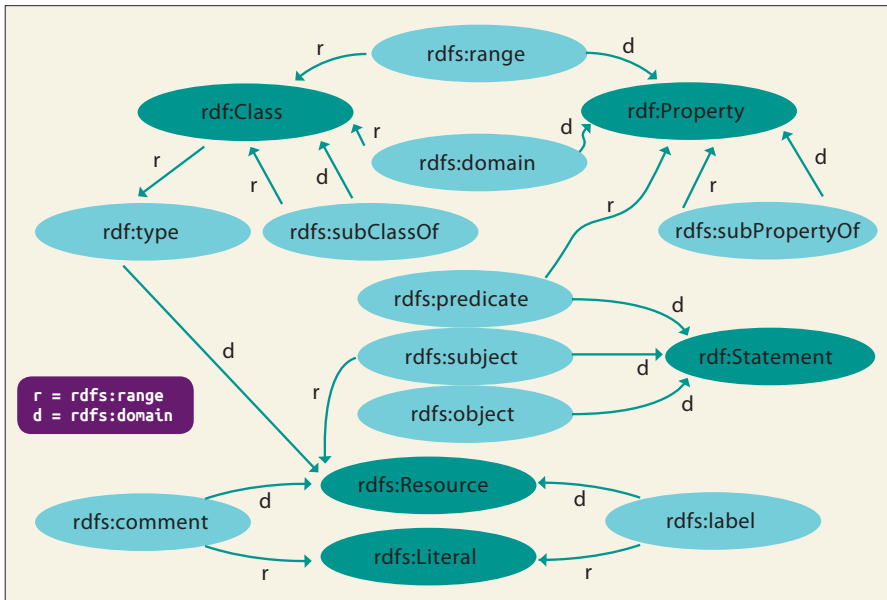 rdfs:range
r
d
rdf:Class
rdf:Property
r
d
rdfs:domain
r
r
d
r
r
d
rdf:type
rdfs:subClassOf
rdfs:subPropertyOf
rdfs:predicate
d
d
rdfs:subject
rdf:Statement
d
r
r = rdfs:range
d = rdfs:domain
rdfs:object
d
rdfs:Resource
d
d
rdfs:comment
rdfs:label
rdfs:Literal
r
r